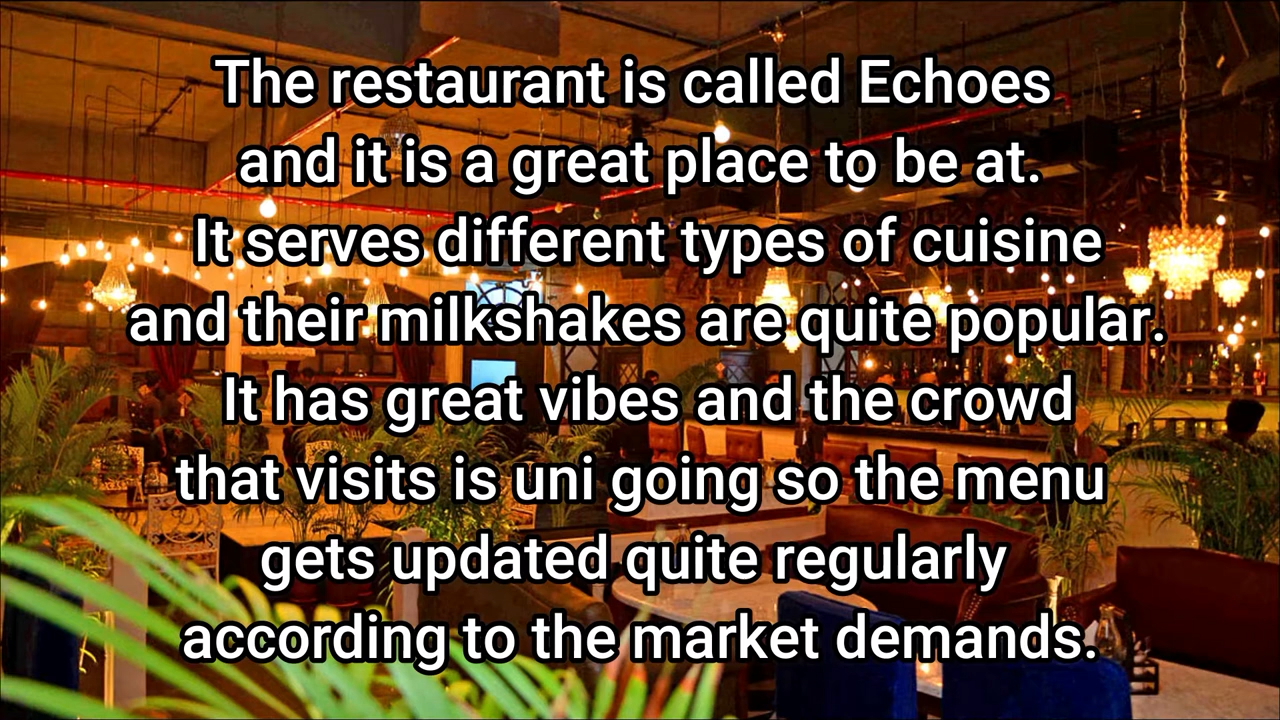 The restaurant is called Echoes
and it is a great place to be at.
It serves different types of cuisine
and their milkshakes are quite popular.
It has great vibes and the crowd
that visits is uni going so the menu
gets updated quite regularly
according to the market demands.